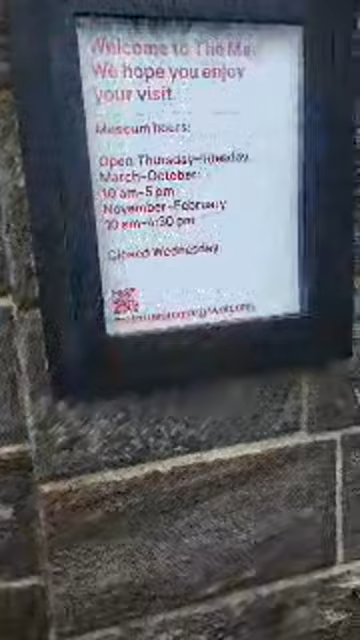 Welcome to The Me
We hope you enjoy
your visit.
Museum hours:
Open Thursday–Tuesday
March–October:
10 am–5 pm
November–February
10 am–4:30 pm
Closed Wednesday